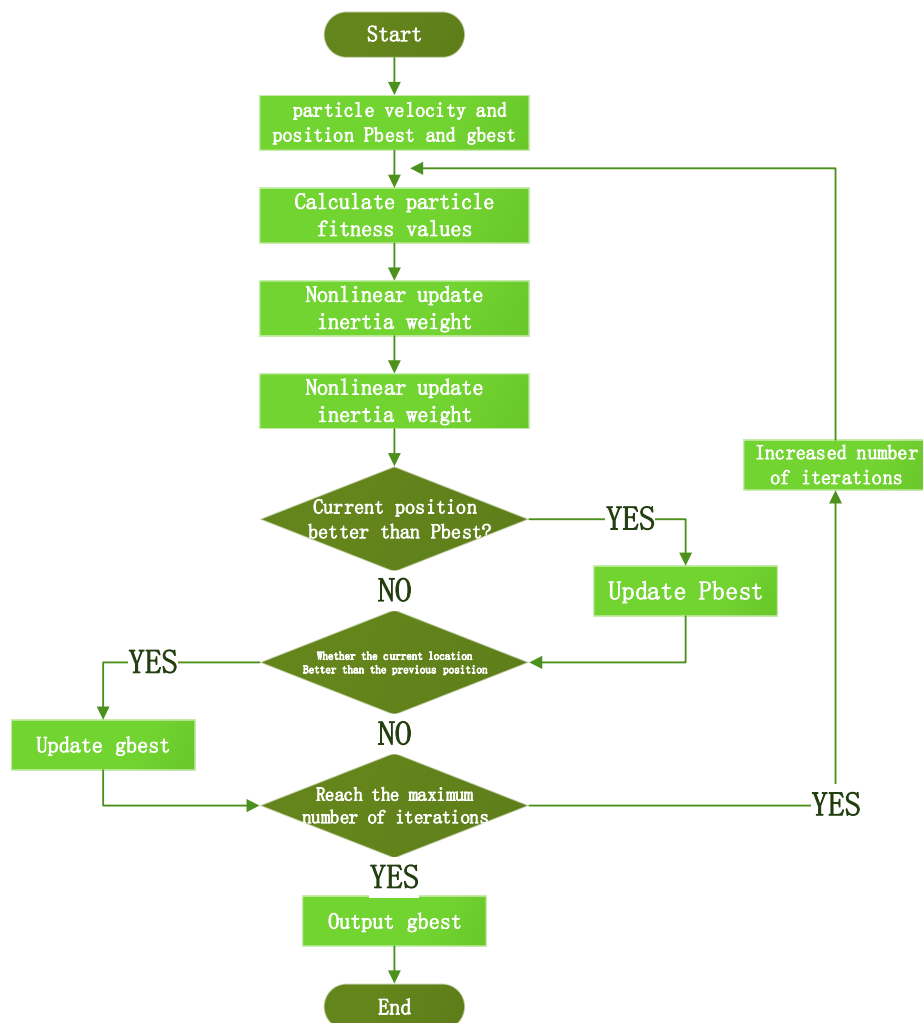 Start
particle velocity and
position Pbest and gbest
Calculate particle
fitness values
Nonlinear update
inertia weight
Nonlinear update
inertia weight
Increased number
of iterations
Current position
better than Pbest?
YES
NO
Update Pbest
Whether the current location
Better than the previous position
YES
NO
Update gbest
Reach the maximum
number of iterations
YES
YES
Output gbest
End